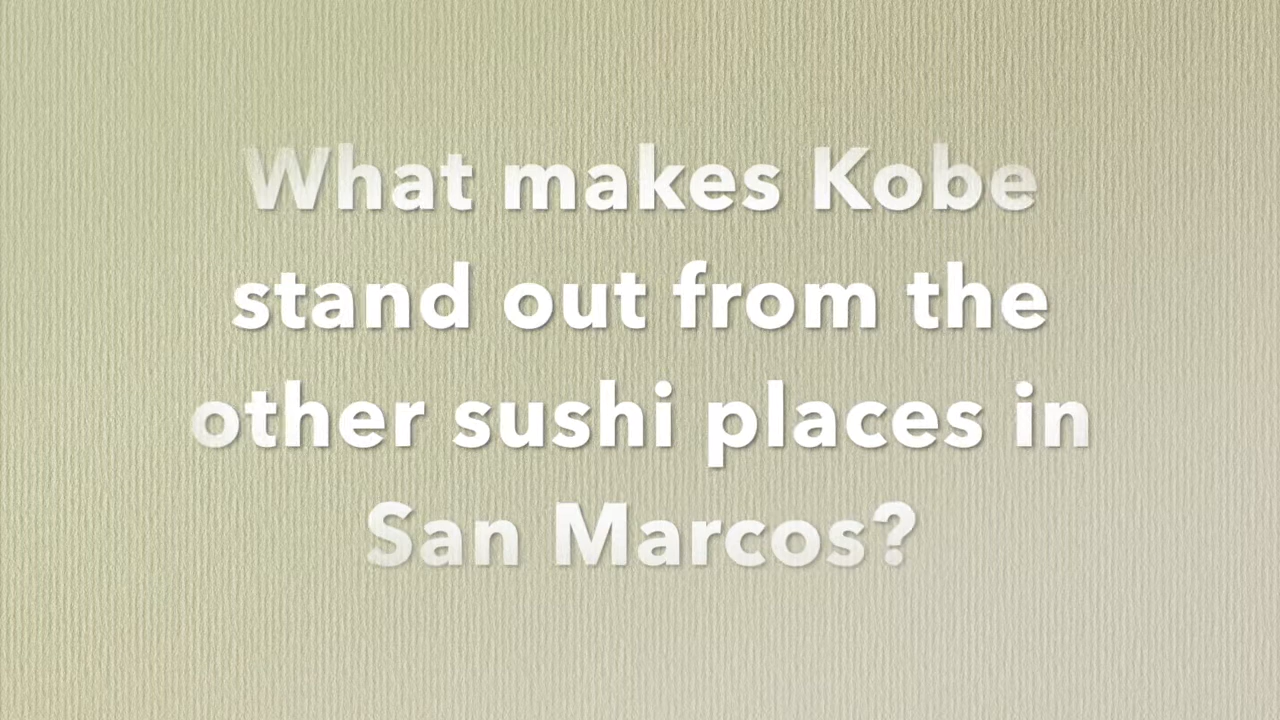 What makes Kobe
stand out from the
other sushi places in
San Marcos?